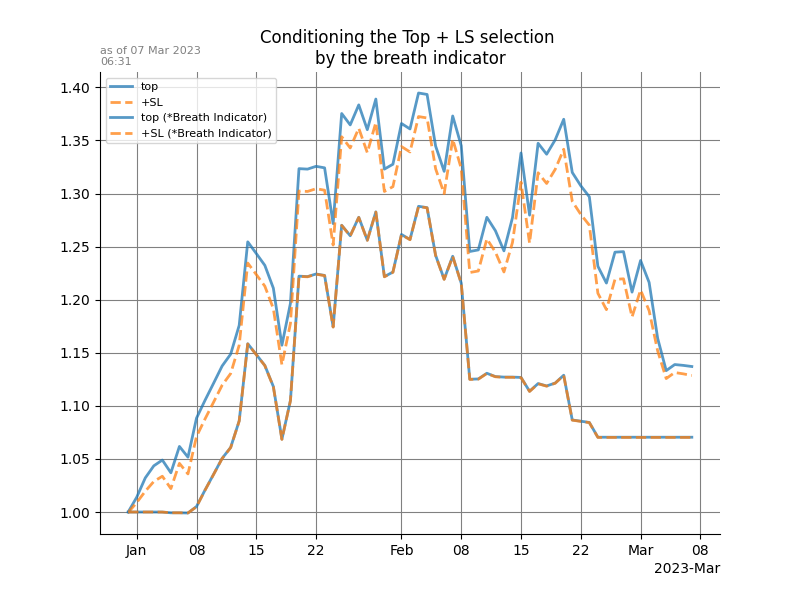 Conditioning the Top + LS selection
by the breath indicator
as of 07 Mar 2023
06:31
top
+SL
top (*Breath Indicator)
+SL (*Breath Indicator)
1.40
1.35
1.30
1.25
1.20
1.15
1.10
1.05
1.00
Jan 08 15 22 Feb 08 15 22 Mar 08
2023-Mar